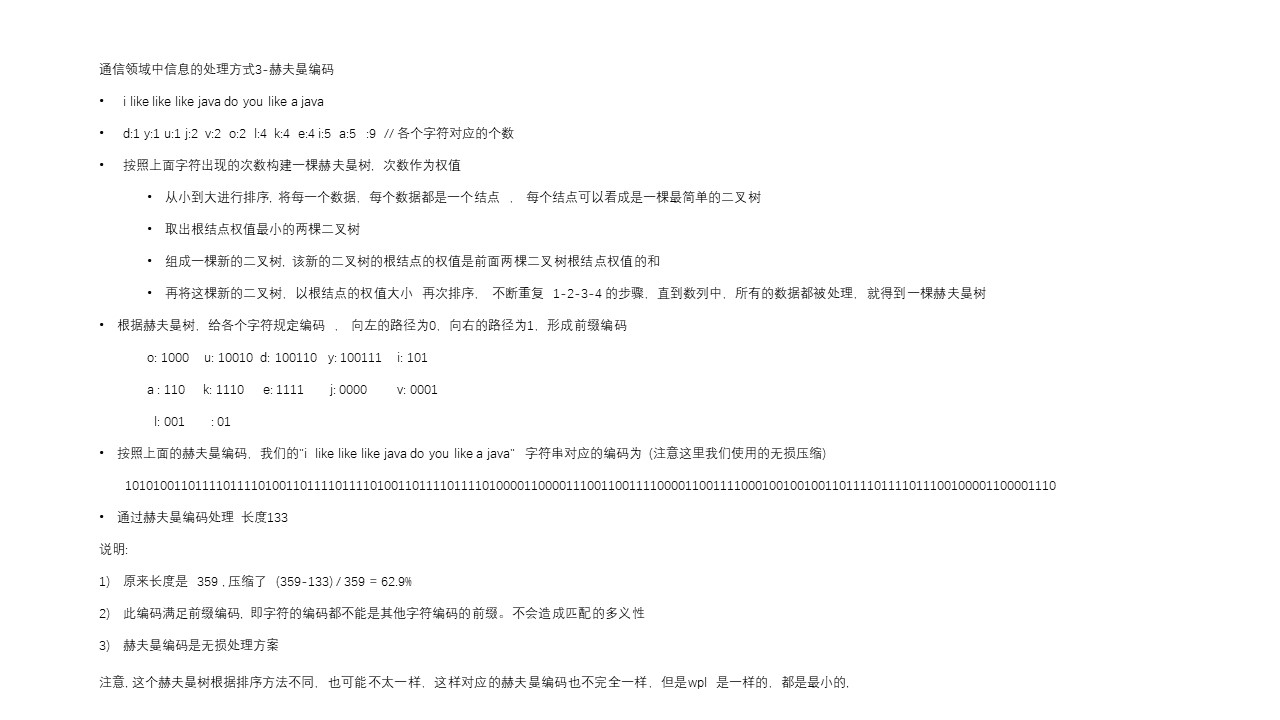 通信领域中信息的处理方式3-赫夫曼编码
• i like like like java do you like a java
• d:1 y:1 u:1 j:2 v:2 o:2 l:4 k:4 e:4 i:5 a:5 :9 // 各个字符对应的个数
• 按照上面字符出现的次数构建一棵赫夫曼树, 次数作为权值
• 从小到大进行排序, 将每一个数据，每个数据都是一个结点 ， 每个结点可以看成是一棵最简单的二叉树
• 取出根结点权值最小的两棵二叉树
• 组成一棵新的二叉树, 该新的二叉树的根结点的权值是前面两棵二叉树根结点权值的和
• 再将这棵新的二叉树，以根结点的权值大小 再次排序， 不断重复 1-2-3-4 的步骤，直到数列中，所有的数据都被处理，就得到一棵赫夫曼树
• 根据赫夫曼树，给各个字符规定编码 ， 向左的路径为0，向右的路径为1，形成前缀编码
o: 1000 u: 10010 d: 100110 y: 100111 i: 101
a : 110 k: 1110 e: 1111 j: 0000 v: 0001
l: 001 : 01
• 按照上面的赫夫曼编码，我们的"i like like like java do you like a java" 字符串对应的编码为 (注意这里我们使用的无损压缩)
1010100110111101111010011011110111101001101111011110100001100001110011001111000011001111000100100100110111101111011100100001100001110
• 通过赫夫曼编码处理 长度133
说明:
1) 原来长度是 359 , 压缩了 (359-133) / 359 = 62.9%
2) 此编码满足前缀编码, 即字符的编码都不能是其他字符编码的前缀。不会造成匹配的多义性
3) 赫夫曼编码是无损处理方案
注意, 这个赫夫曼树根据排序方法不同，也可能不太一样，这样对应的赫夫曼编码也不完全一样，但是wpl 是一样的，都是最小的,